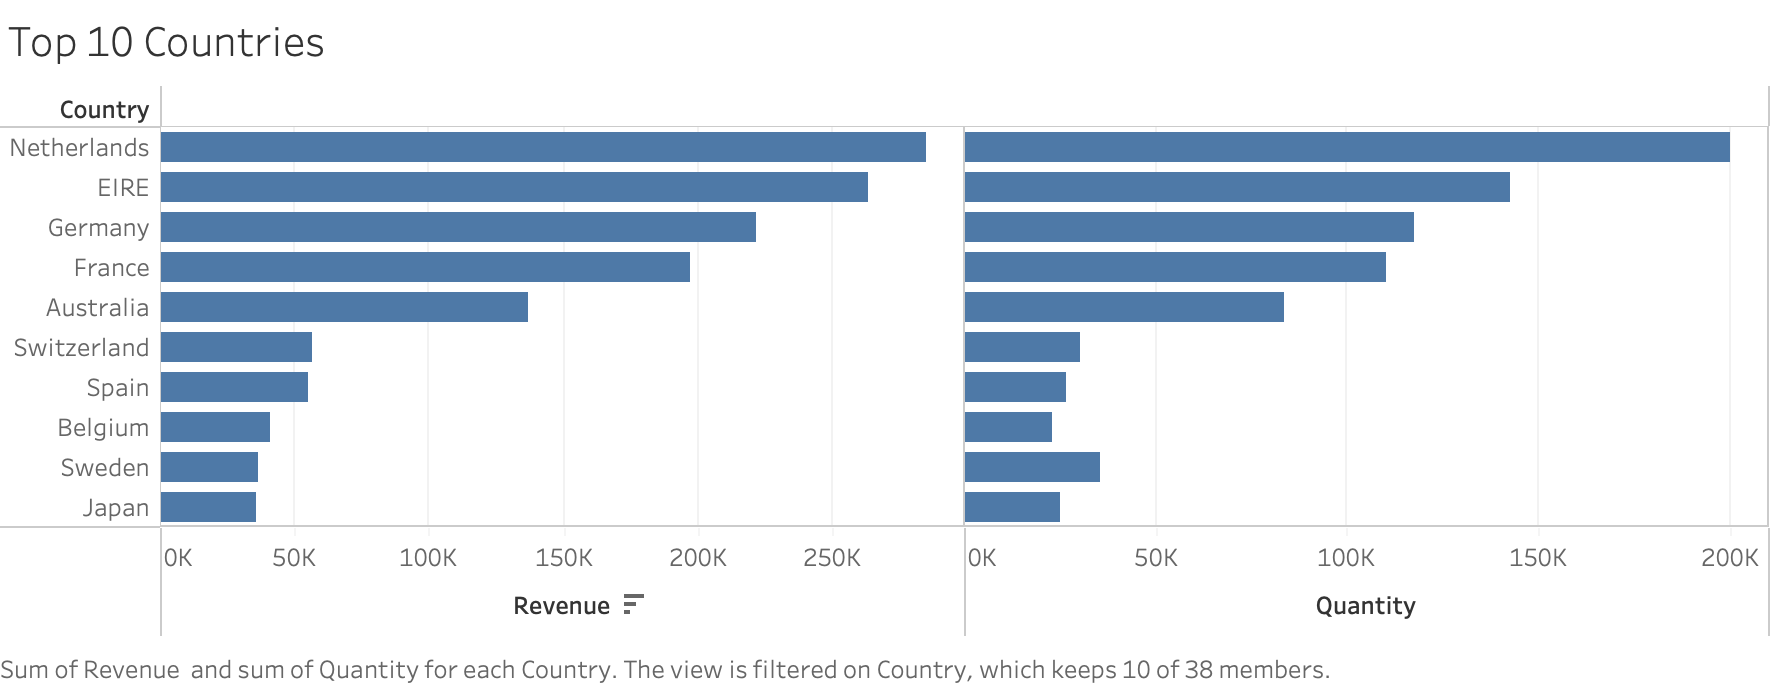 Top 10 Countries
Country
Netherlands
EIRE
Germany
France
Australia
Switzerland
Spain
Belgium
Sweden
Japan
0K 50K 100K 150K 200K 250K 0K 50K 100K 150K 200K
Revenue Quantity
Sum of Revenue  and sum of Quantity for each Country. The view is filtered on Country, which keeps 10 of 38 members.